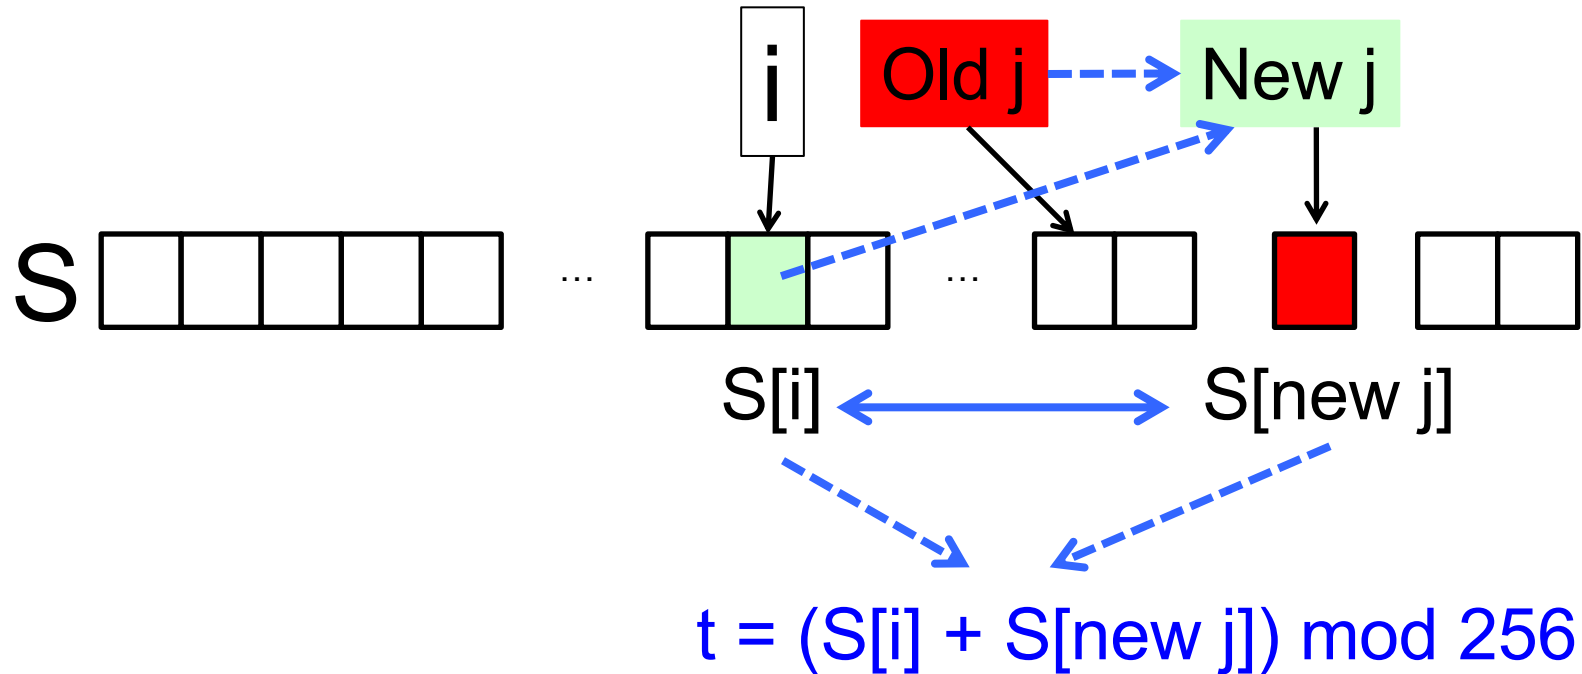 i
Old j
New j
S
...
...
S[i]
S[new j]
t = (S[i] + S[new j]) mod 256